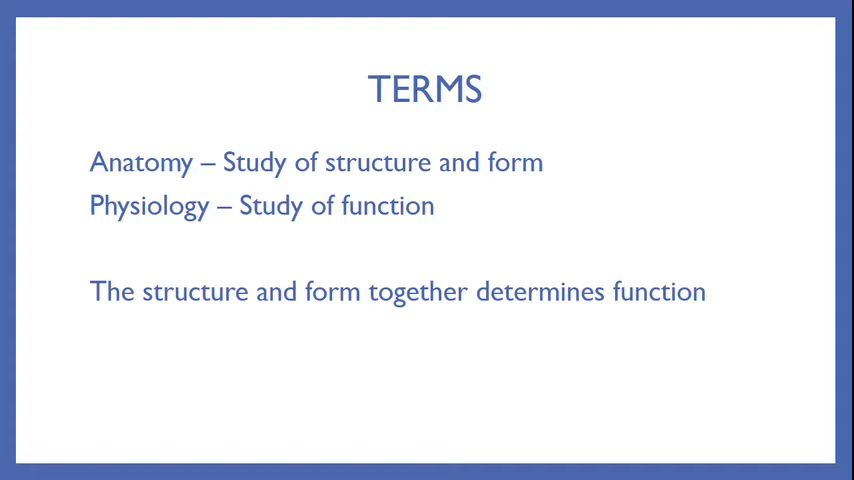 TERMS
Anatomy – Study of structure and form
Physiology – Study of function
The structure and form together determines function